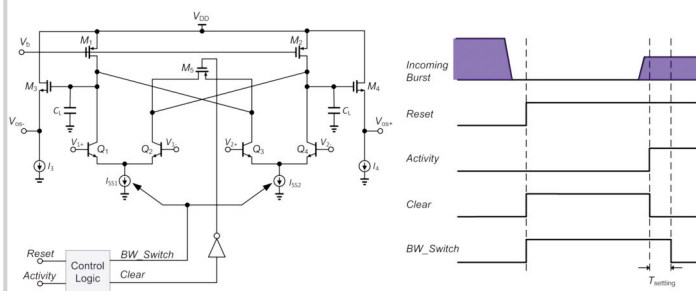 V_DD
V_b
M_1
M_2
M_5
M_3
M_4
C_L
C_L
V_os-
V_os+
V_1+
Q_1
Q_2
V_1-
V_2+
Q_3
Q_4
V_2-
I_3
I_SS1
I_SS2
I_4
Reset
Activity
Control
Logic
BW_Switch
Clear
Incoming
Burst
Reset
Activity
Clear
BW_Switch
T_settling